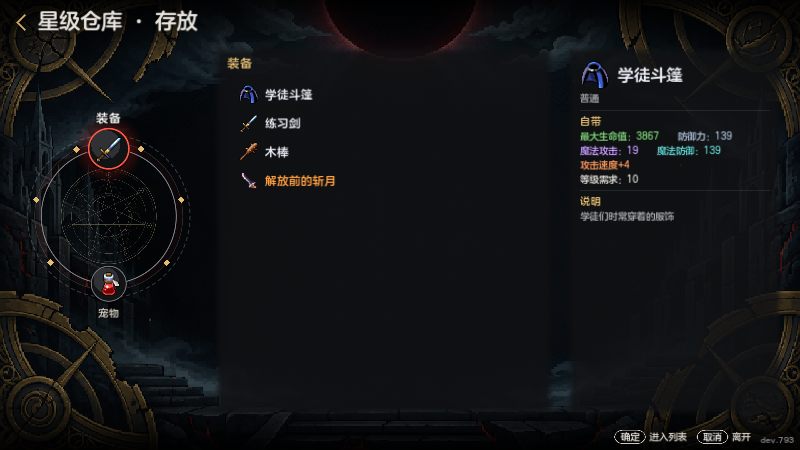 星级仓库 · 存放
装备
宠物
装备
学徒斗篷
练习剑
木棒
解放前的斩月
学徒斗篷
普通
自带
最大生命值：3867 防御力：139
魔法攻击：19 魔法防御：139
攻击速度+4
等级需求：10
说明
学徒们时常穿着的服饰
确定 进入列表 取消 离开
dev.793